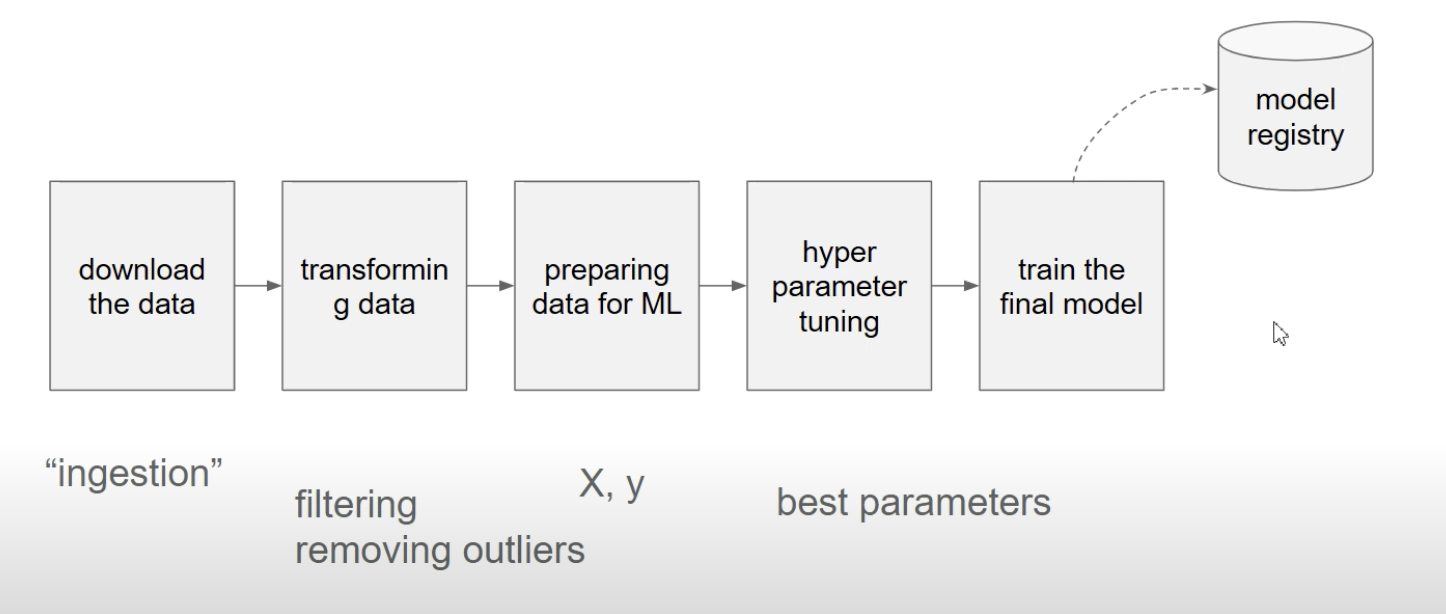 model
registry
download
the data
transformin
g data
preparing
data for ML
hyper
parameter
tuning
train the
final model
“ingestion”
filtering
removing outliers
X, y
best parameters